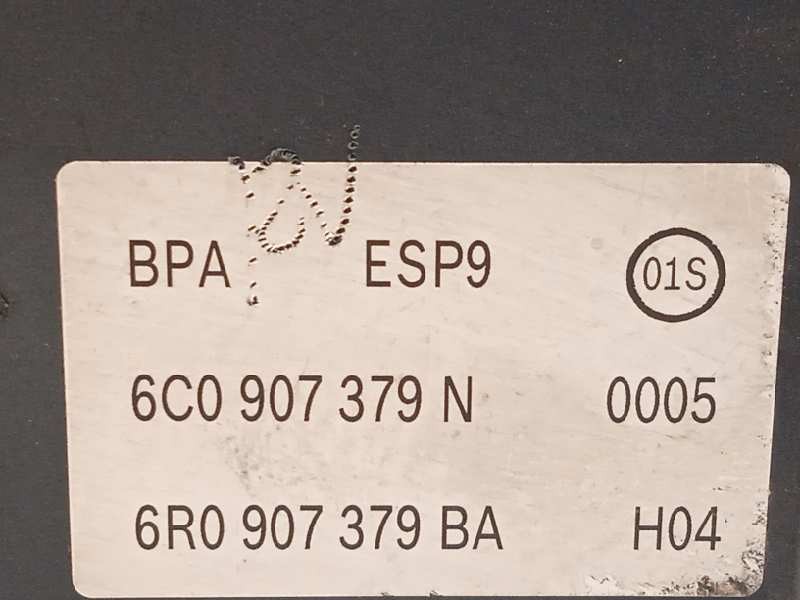 BPA ESP9 01S
6C0 907 379 N 0005
6R0 907 379 BA H04